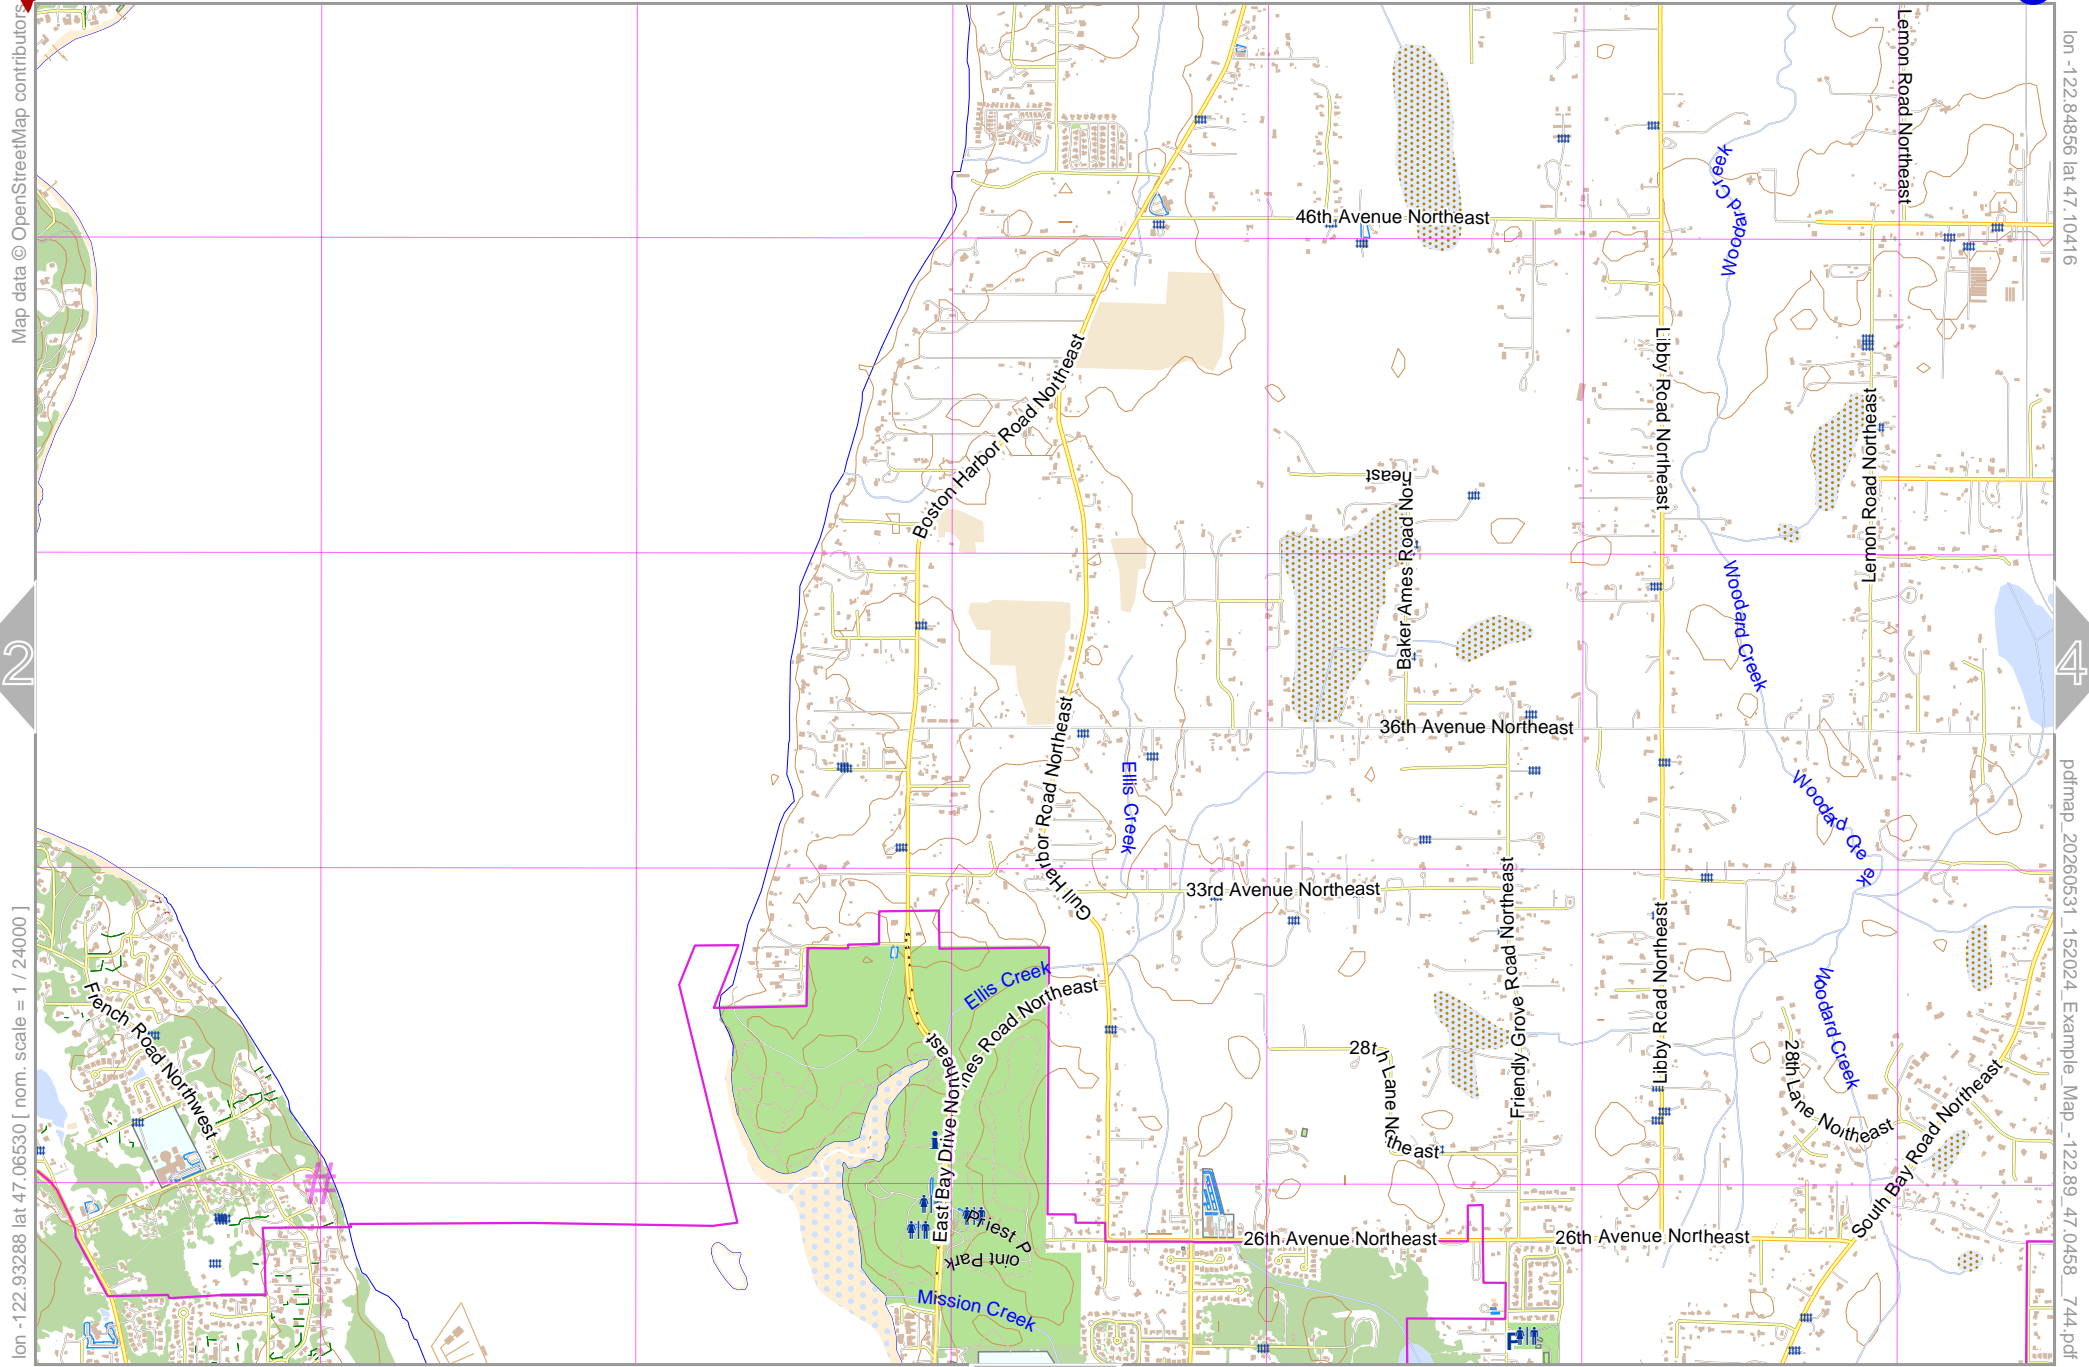 Map data © OpenStreetMap contributors
lon -122.93288 lat 47.06530 [ nom. scale = 1 / 24000 ]
lon -122.84856 lat 47.10416
pdfmap_20260531_152024_Example_Map_-122.89_47.0458__744.pdf
2
4
Lemon Road Northeast
Woodard Creek
46th Avenue Northeast
Libby Road Northeast
Boston Harbor Road Northeast
Lemon Road Northeast
Baker Ames Road Northeast
Woodard Creek
36th Avenue Northeast
Gull Harbor Road Northeast
Ellis Creek
Woodard Creek
33rd Avenue Northeast
Friendly Grove Road Northeast
Libby Road Northeast
Ellis Creek
French Road Northwest
28th Lane Northeast
28th Lane Northeast
Woodard Creek
South Bay Road Northeast
East Bay Drive Northeast
mes Road Northeast
Priest Point Park
26th Avenue Northeast
26th Avenue Northeast
Mission Creek